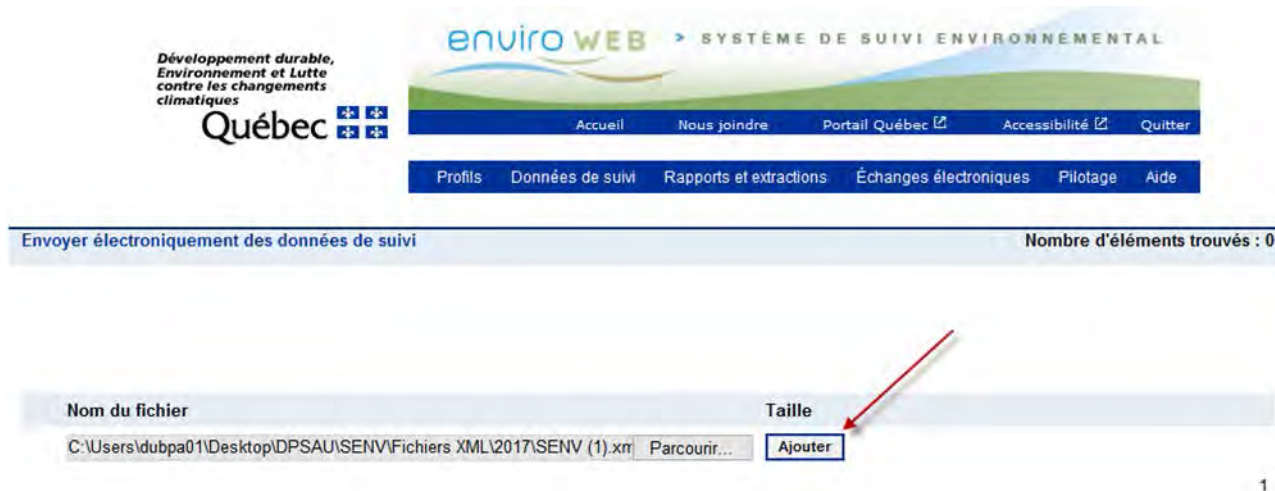 Développement durable,
Environnement et Lutte
contre les changements
climatiques
Québec
enviro WEB > SYSTÈME DE SUIVI ENVIRONNEMENTAL
Accueil Nous joindre Portail Québec Accessibilité Quitter
Profils Données de suivi Rapports et extractions Échanges électroniques Pilotage Aide
Envoyer électroniquement des données de suivi Nombre d'éléments trouvés : 0
Nom du fichier Taille
C:\Users\dubpa01\Desktop\DPSAU\SENV\Fichiers XML\2017\SENV (1).xm Parcourir... Ajouter
1